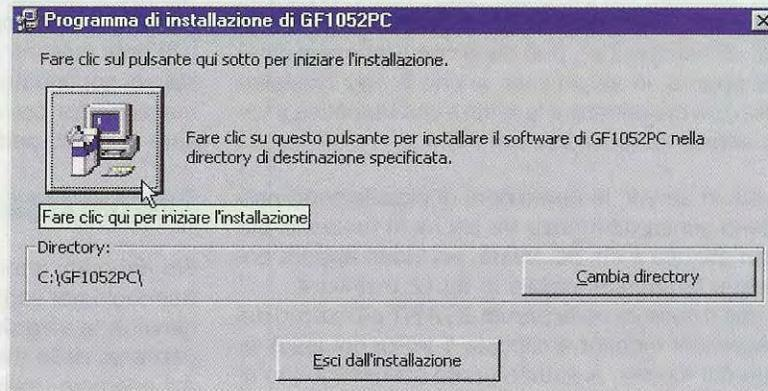 Programma di installazione di GF1052PC
Fare clic sul pulsante qui sotto per iniziare l'installazione.
Fare clic su questo pulsante per installare il software di GF1052PC nella
directory di destinazione specificata.
Fare clic qui per iniziare l'installazione
Directory:
C:\GF1052PC\
Cambia directory
Esci dall'installazione